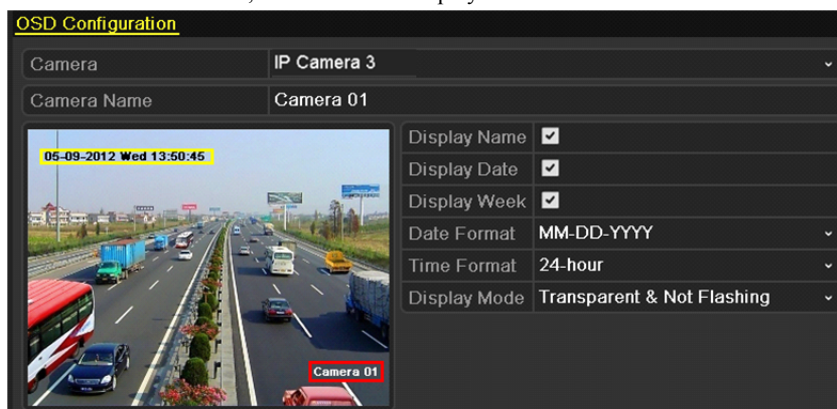 OSD Configuration
Camera IP Camera 3
Camera Name Camera 01
05-09-2012 Wed 13:50:45
Camera 01
Display Name
Display Date
Display Week
Date Format MM-DD-YYYY
Time Format 24-hour
Display Mode Transparent & Not Flashing